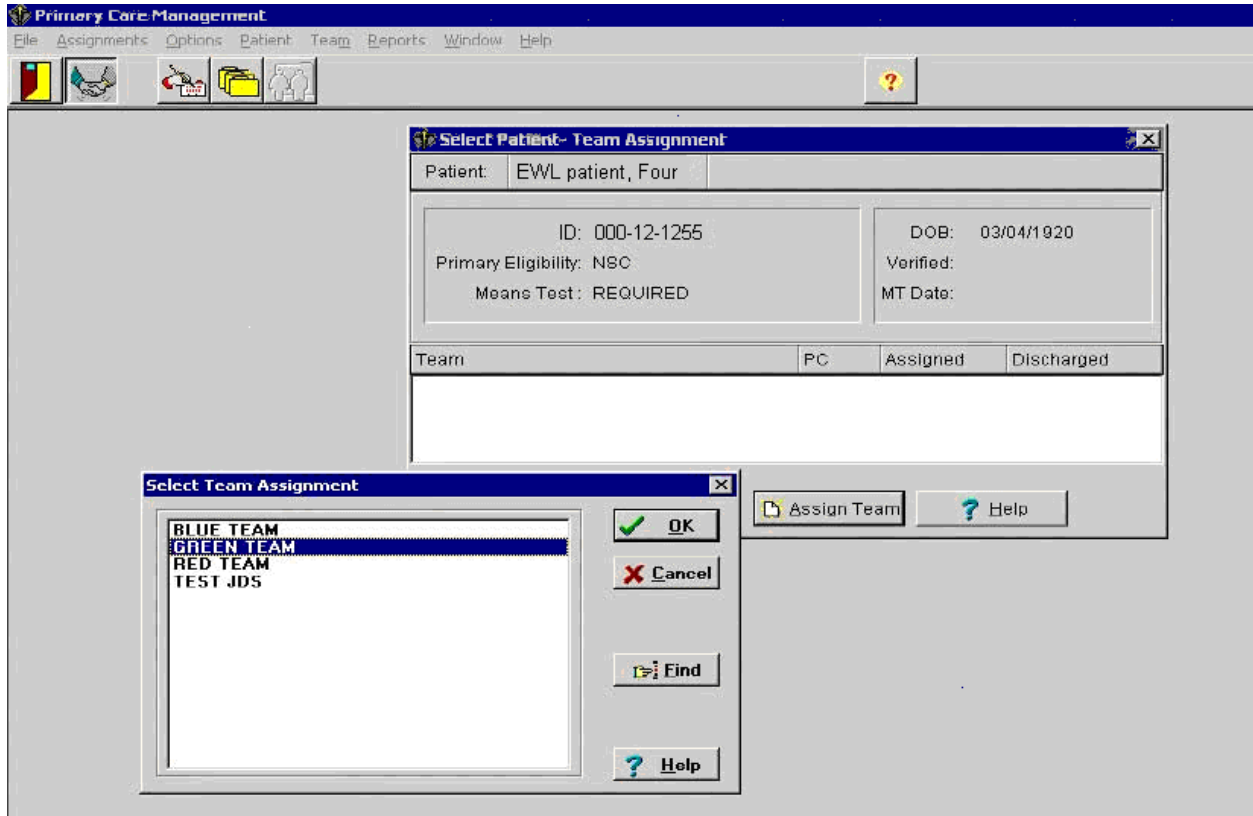 Primary Care Management
File Assignments Options Patient Team Reports Window Help
Select Patient- Team Assignment
Patient: EWL patient, Four
ID: 000-12-1255
Primary Eligibility: NSC
Means Test: REQUIRED
DOB: 03/04/1920
Verified:
MT Date:
Team PC Assigned Discharged
Assign Team
Help
Select Team Assignment
BLUE TEAM
GREEN TEAM
RED TEAM
TEST JDS
OK
Cancel
Find
Help